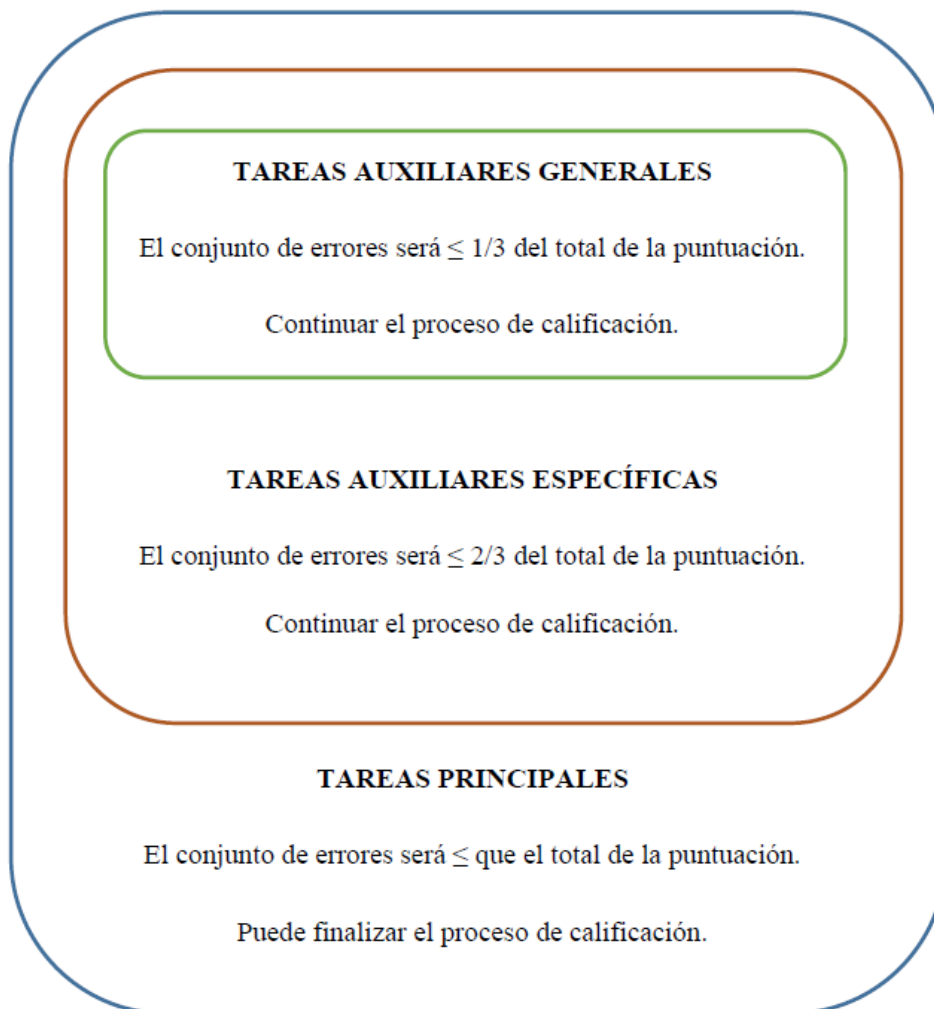 TAREAS AUXILIARES GENERALES
El conjunto de errores será ≤ 1/3 del total de la puntuación.
Continuar el proceso de calificación.
TAREAS AUXILIARES ESPECÍFICAS
El conjunto de errores será ≤ 2/3 del total de la puntuación.
Continuar el proceso de calificación.
TAREAS PRINCIPALES
El conjunto de errores será ≤ que el total de la puntuación.
Puede finalizar el proceso de calificación.